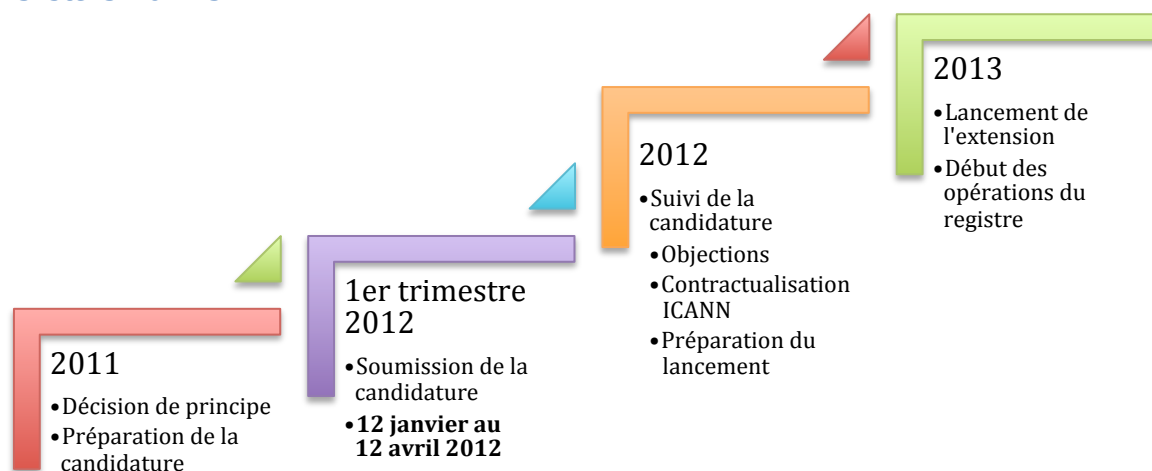 2011
•Décision de principe
•Préparation de la
candidature
1er trimestre
2012
•Soumission de la
candidature
•12 janvier au
12 avril 2012
2012
•Suivi de la
candidature
•Objections
•Contractualisation
ICANN
•Préparation du
lancement
2013
•Lancement de
l'extension
•Début des
opérations du
registre